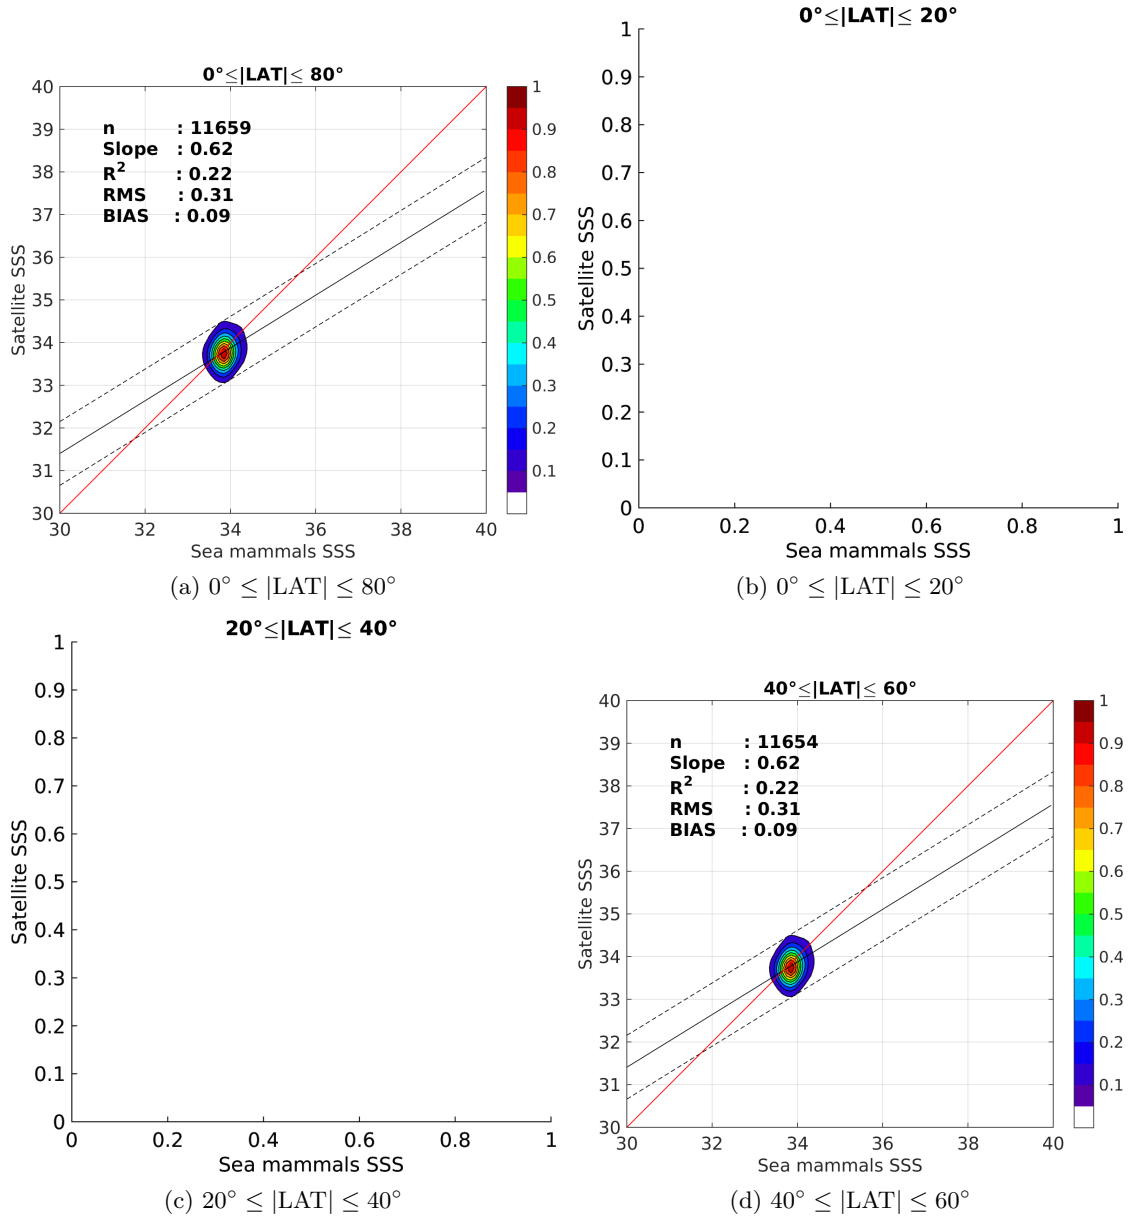 0°≤|LAT|≤ 80°
40
39
38
37
36
35
34
33
32
31
30
Satellite SSS
n : 11659
Slope : 0.62
R² : 0.22
RMS : 0.31
BIAS : 0.09
30 32 34 36 38 40
Sea mammals SSS
1
0.9
0.8
0.7
0.6
0.5
0.4
0.3
0.2
0.1
(a) 0° ≤ |LAT| ≤ 80°
0°≤|LAT|≤ 20°
1
0.9
0.8
0.7
0.6
0.5
0.4
0.3
0.2
0.1
0
Satellite SSS
0 0.2 0.4 0.6 0.8 1
Sea mammals SSS
(b) 0° ≤ |LAT| ≤ 20°
20°≤|LAT|≤ 40°
1
0.9
0.8
0.7
0.6
0.5
0.4
0.3
0.2
0.1
0
Satellite SSS
0 0.2 0.4 0.6 0.8 1
Sea mammals SSS
(c) 20° ≤ |LAT| ≤ 40°
40°≤|LAT|≤ 60°
40
39
38
37
36
35
34
33
32
31
30
Satellite SSS
n : 11654
Slope : 0.62
R² : 0.22
RMS : 0.31
BIAS : 0.09
30 32 34 36 38 40
Sea mammals SSS
1
0.9
0.8
0.7
0.6
0.5
0.4
0.3
0.2
0.1
(d) 40° ≤ |LAT| ≤ 60°